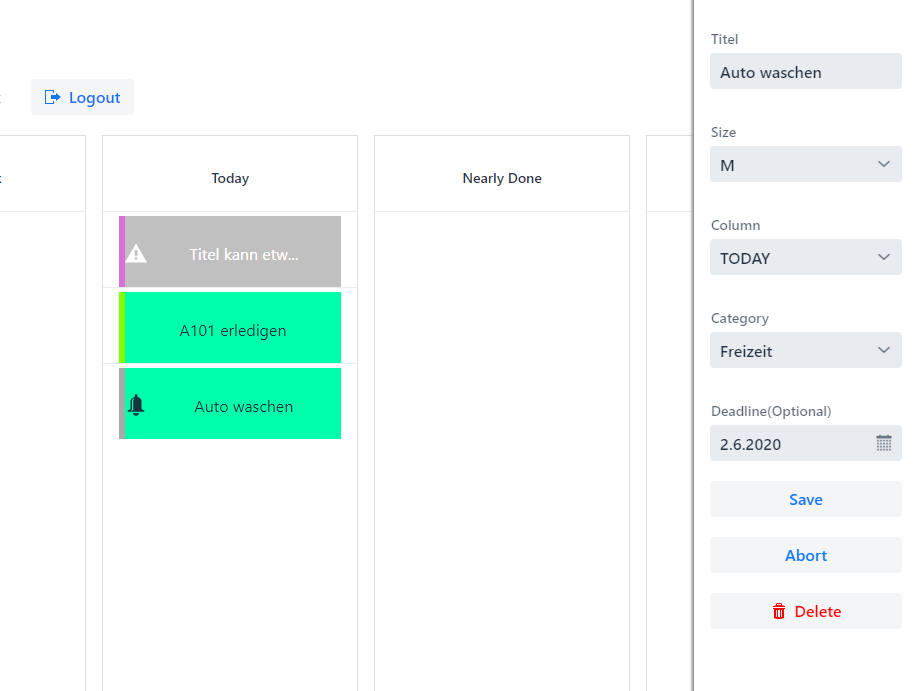 Logout
Today
Nearly Done
Titel kann etw...
A101 erledigen
Auto waschen
Titel
Auto waschen
Size
M
Column
TODAY
Category
Freizeit
Deadline(Optional)
2.6.2020
Save
Abort
Delete